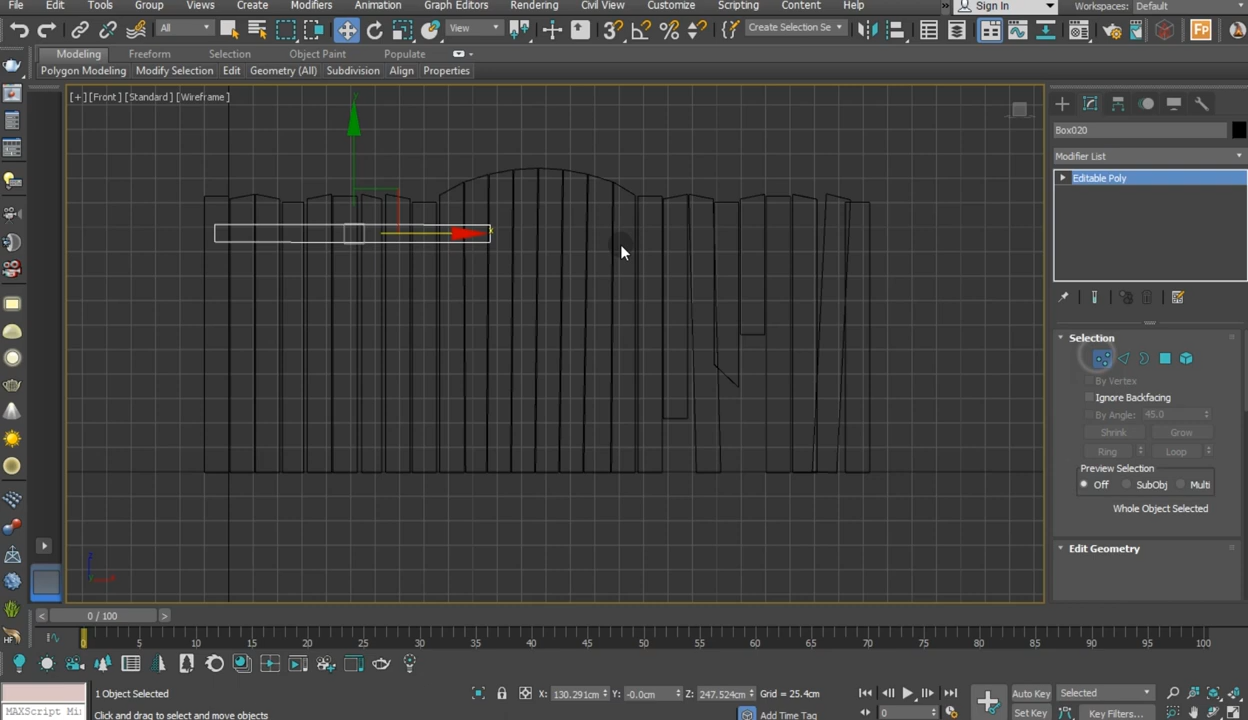 File Edit Tools Group Views Create Modifiers Animation Graph Editors Rendering Civil View Customize Scripting Content Help » Sign In Workspaces: Default
All View Create Selection Se
Modeling Freeform Selection Object Paint Populate
Polygon Modeling Modify Selection Edit Geometry (All) Subdivision Align Properties
[+] [Front] [Standard] [Wireframe]
Box020
Modifier List
Editable Poly
Selection
By Vertex
Ignore Backfacing
By Angle: 45.0
Shrink Grow
Ring Loop
Preview Selection
Off SubObj Multi
Whole Object Selected
Edit Geometry
y
x
z
< 0 / 100 >
0 5 10 15 20 25 30 35 40 45 50 55 60 65 70 75 80 85 90 95 100
1 Object Selected X: 130.291cm Y: -0.0cm Z: 247.524cm Grid = 25.4cm Auto Key Selected
MAXScript Mi Click and drag to select and move objects Add Time Tag 0 Set Key Key Filters...